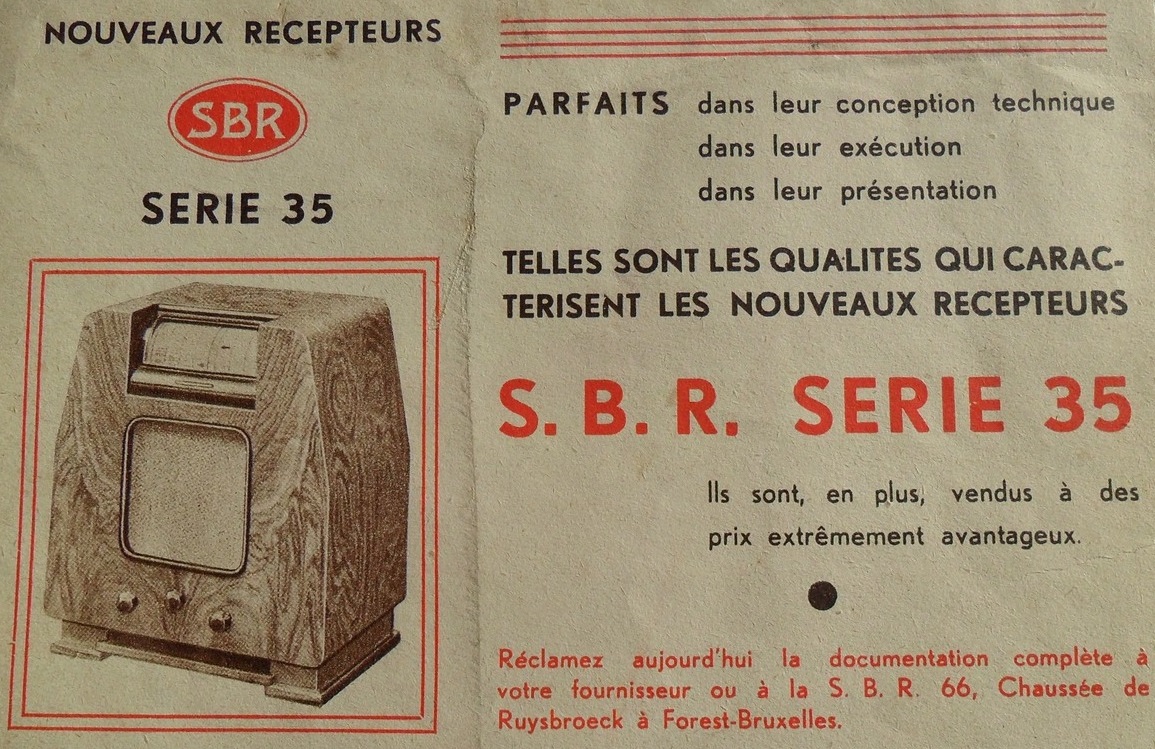 NOUVEAUX RECEPTEURS
SBR
SERIE 35
PARFAITS dans leur conception technique
dans leur exécution
dans leur présentation
TELLES SONT LES QUALITES QUI CARAC-
TERISENT LES NOUVEAUX RECEPTEURS
S. B. R. SERIE 35
Ils sont, en plus, vendus à des
prix extrêmement avantageux.
Réclamez aujourd'hui la documentation complète à
votre fournisseur ou à la S. B. R. 66, Chaussée de
Ruysbroeck à Forest-Bruxelles.